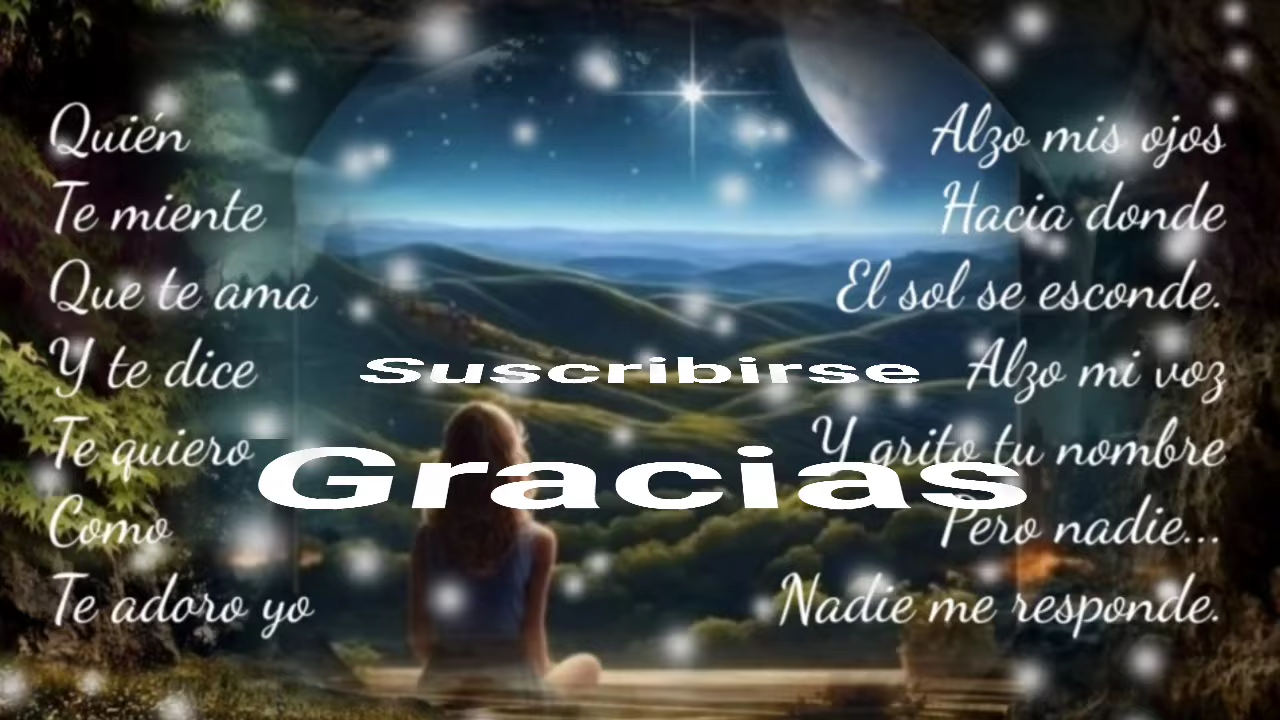 Quién
Te miente
Que te ama
Y te dice
Te quiero
Como
Te adoro yo
Alzo mis ojos
Hacia donde
El sol se esconde.
Alzo mi voz
Y grito tu nombre
Pero nadie...
Nadie me responde.
Suscribirse
Gracias